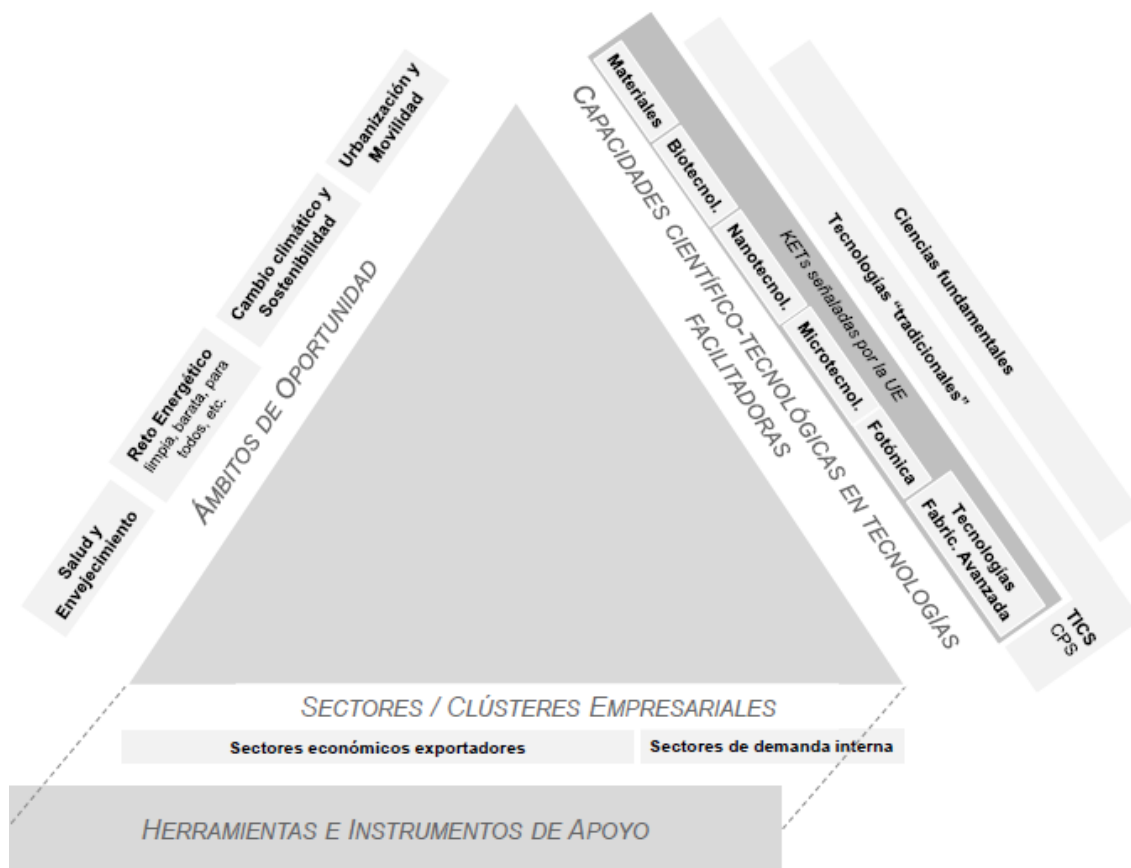 Urbanización y
Movilidad
Cambio climático y
Sostenibilidad
Reto Energético
limpia, barata, para
todos, etc.
Salud y
Envejecimiento
ÁMBITOS DE OPORTUNIDAD
CAPACIDADES CIENTÍFICO-TECNOLÓGICAS EN TECNOLOGÍAS
FACILITADORAS
Materiales
Biotecnol.
Nanotecnol.
Microtecnol.
Fotónica
Tecnologías
Fabric. Avanzada
KETs señaladas por la UE
Tecnologías “tradicionales”
Ciencias fundamentales
TICS
CPS
SECTORES / CLÚSTERES EMPRESARIALES
Sectores económicos exportadores
Sectores de demanda interna
HERRAMIENTAS E INSTRUMENTOS DE APOYO